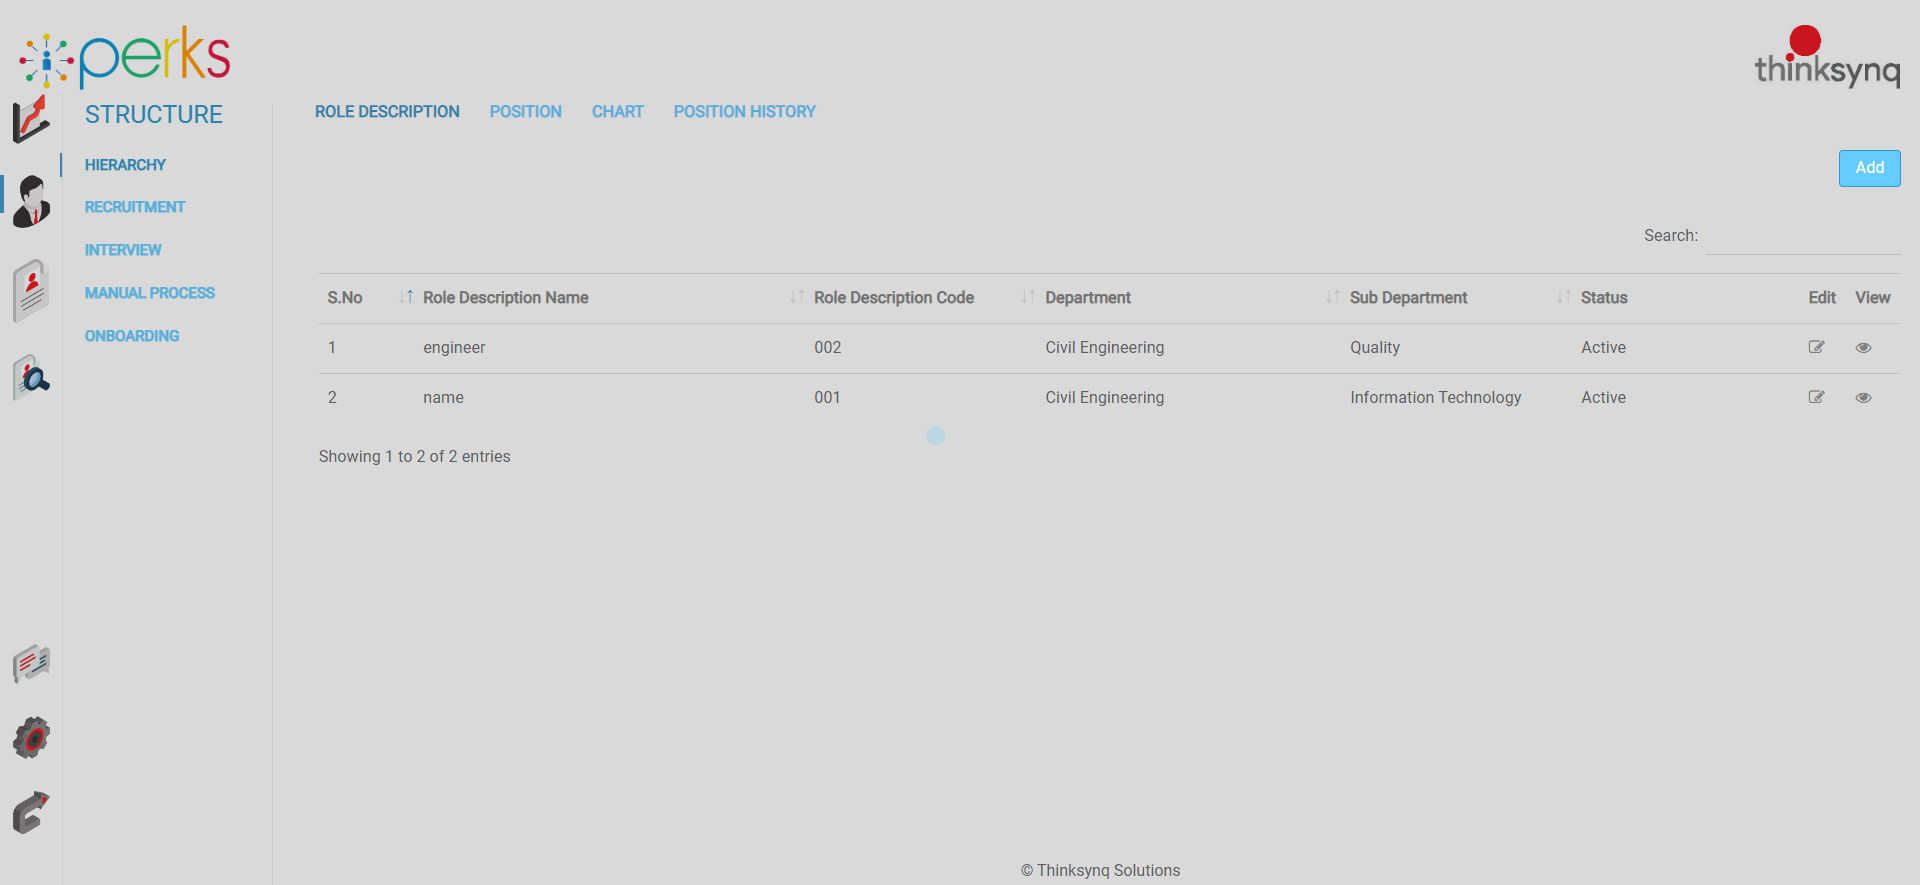 perks
thinksynq
STRUCTURE
HIERARCHY
RECRUITMENT
INTERVIEW
MANUAL PROCESS
ONBOARDING
ROLE DESCRIPTION POSITION CHART POSITION HISTORY
Add
Search:
S.No Role Description Name Role Description Code Department Sub Department Status Edit View
1 engineer 002 Civil Engineering Quality Active
2 name 001 Civil Engineering Information Technology Active
Showing 1 to 2 of 2 entries
© Thinksynq Solutions